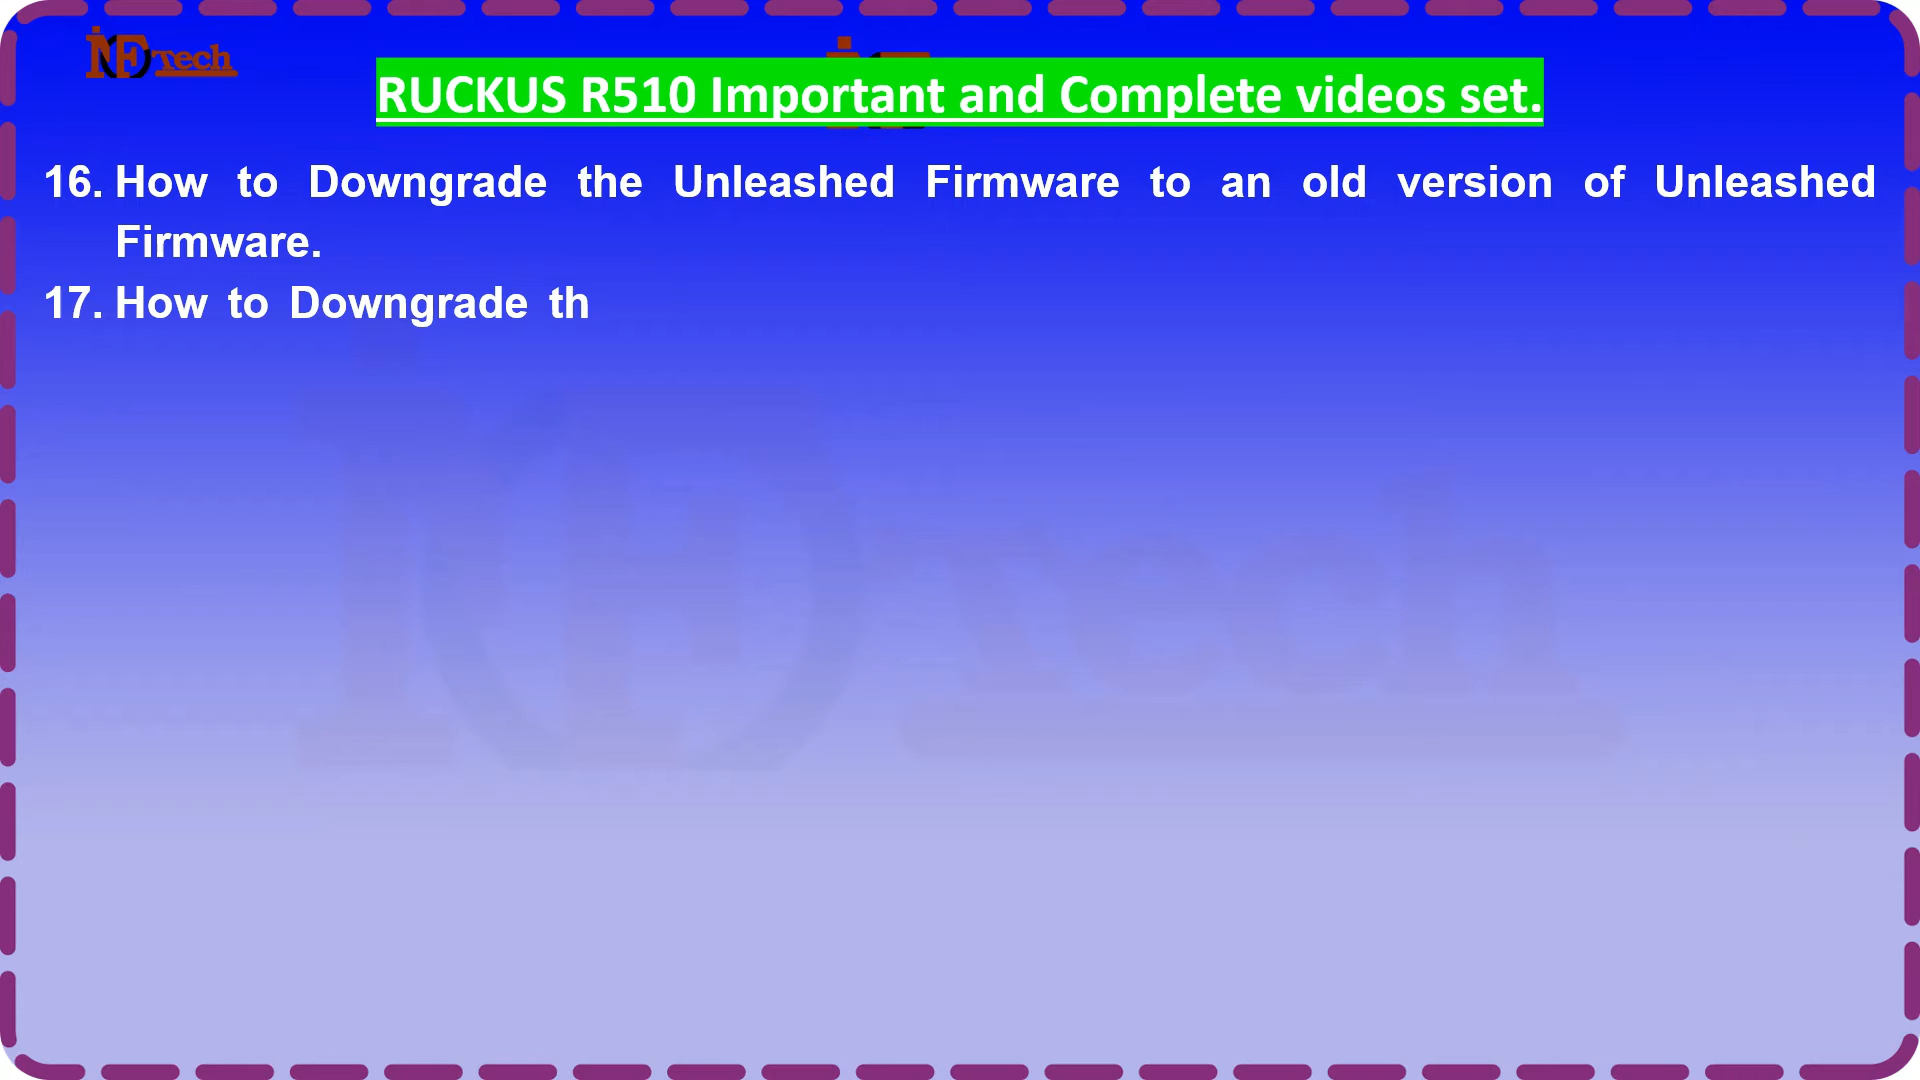 iNFOTech
RUCKUS R510 Important and Complete videos set.
16. How to Downgrade the Unleashed Firmware to an old version of Unleashed
Firmware.
17. How to Downgrade th